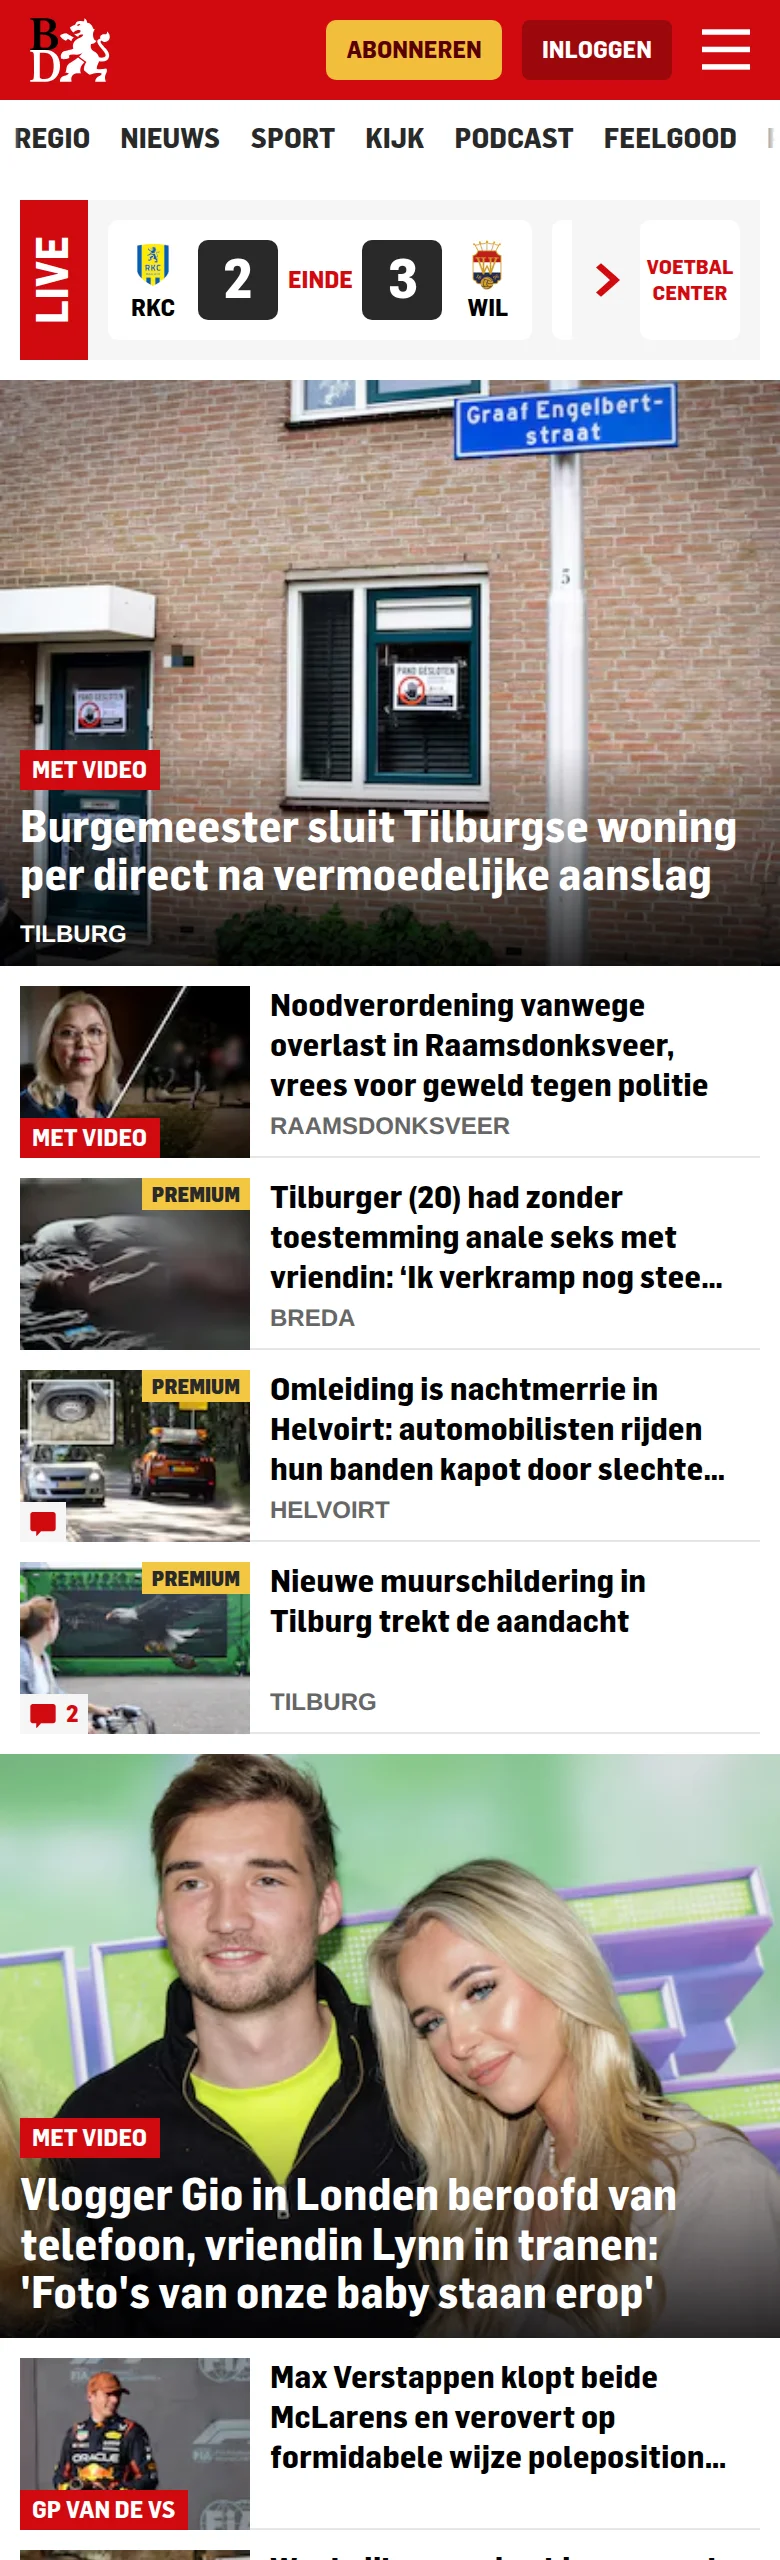 BD
ABONNEREN
INLOGGEN
REGIO NIEUWS SPORT KIJK PODCAST FEELGOOD
LIVE
RKC
RKC
2
EINDE
3
WIL
VOETBAL
CENTER
Graaf Engelbert-
straat
5
PAND GESLOTEN
PAND GESLOTEN
MET VIDEO
Burgemeester sluit Tilburgse woning
per direct na vermoedelijke aanslag
TILBURG
Noodverordening vanwege
overlast in Raamsdonksveer,
vrees voor geweld tegen politie
RAAMSDONKSVEER
MET VIDEO
PREMIUM
Tilburger (20) had zonder
toestemming anale seks met
vriendin: ‘Ik verkramp nog stee...
BREDA
PREMIUM
Omleiding is nachtmerrie in
Helvoirt: automobilisten rijden
hun banden kapot door slechte...
HELVOIRT
PREMIUM
Nieuwe muurschildering in
Tilburg trekt de aandacht
TILBURG
2
MET VIDEO
Vlogger Gio in Londen beroofd van
telefoon, vriendin Lynn in tranen:
'Foto's van onze baby staan erop'
Max Verstappen klopt beide
McLarens en verovert op
formidabele wijze poleposition...
ORACLE
GP VAN DE VS